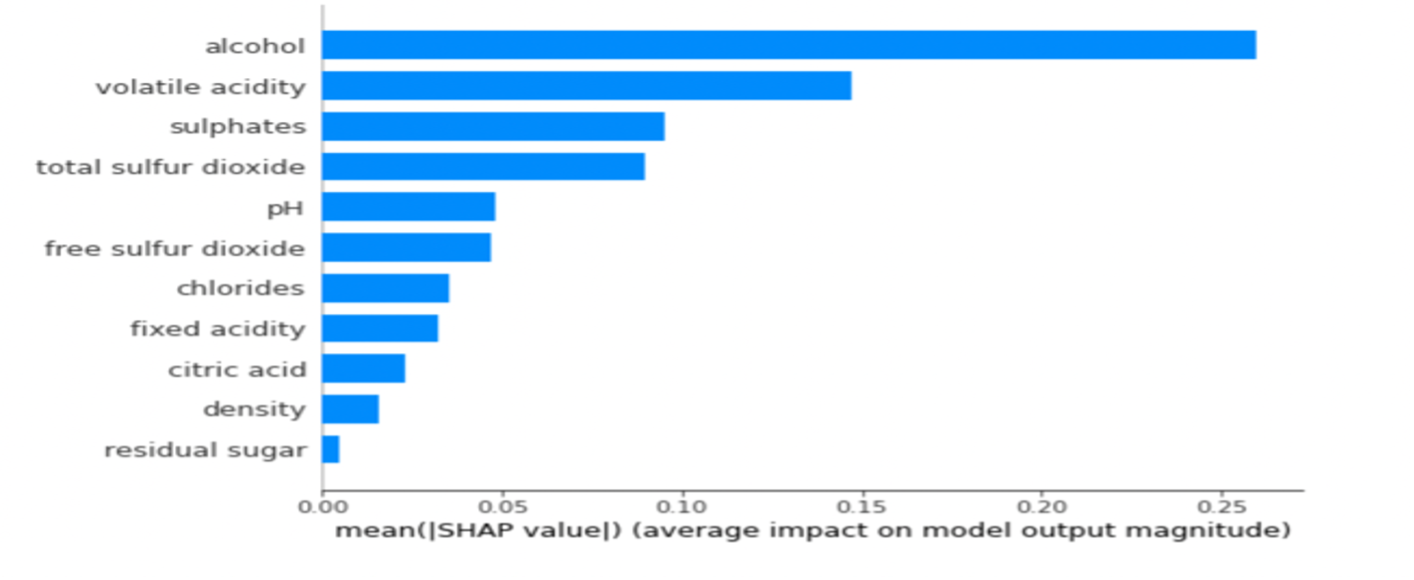 alcohol
volatile acidity
sulphates
total sulfur dioxide
pH
free sulfur dioxide
chlorides
fixed acidity
citric acid
density
residual sugar
0.00 0.05 0.10 0.15 0.20 0.25
mean(|SHAP value|) (average impact on model output magnitude)